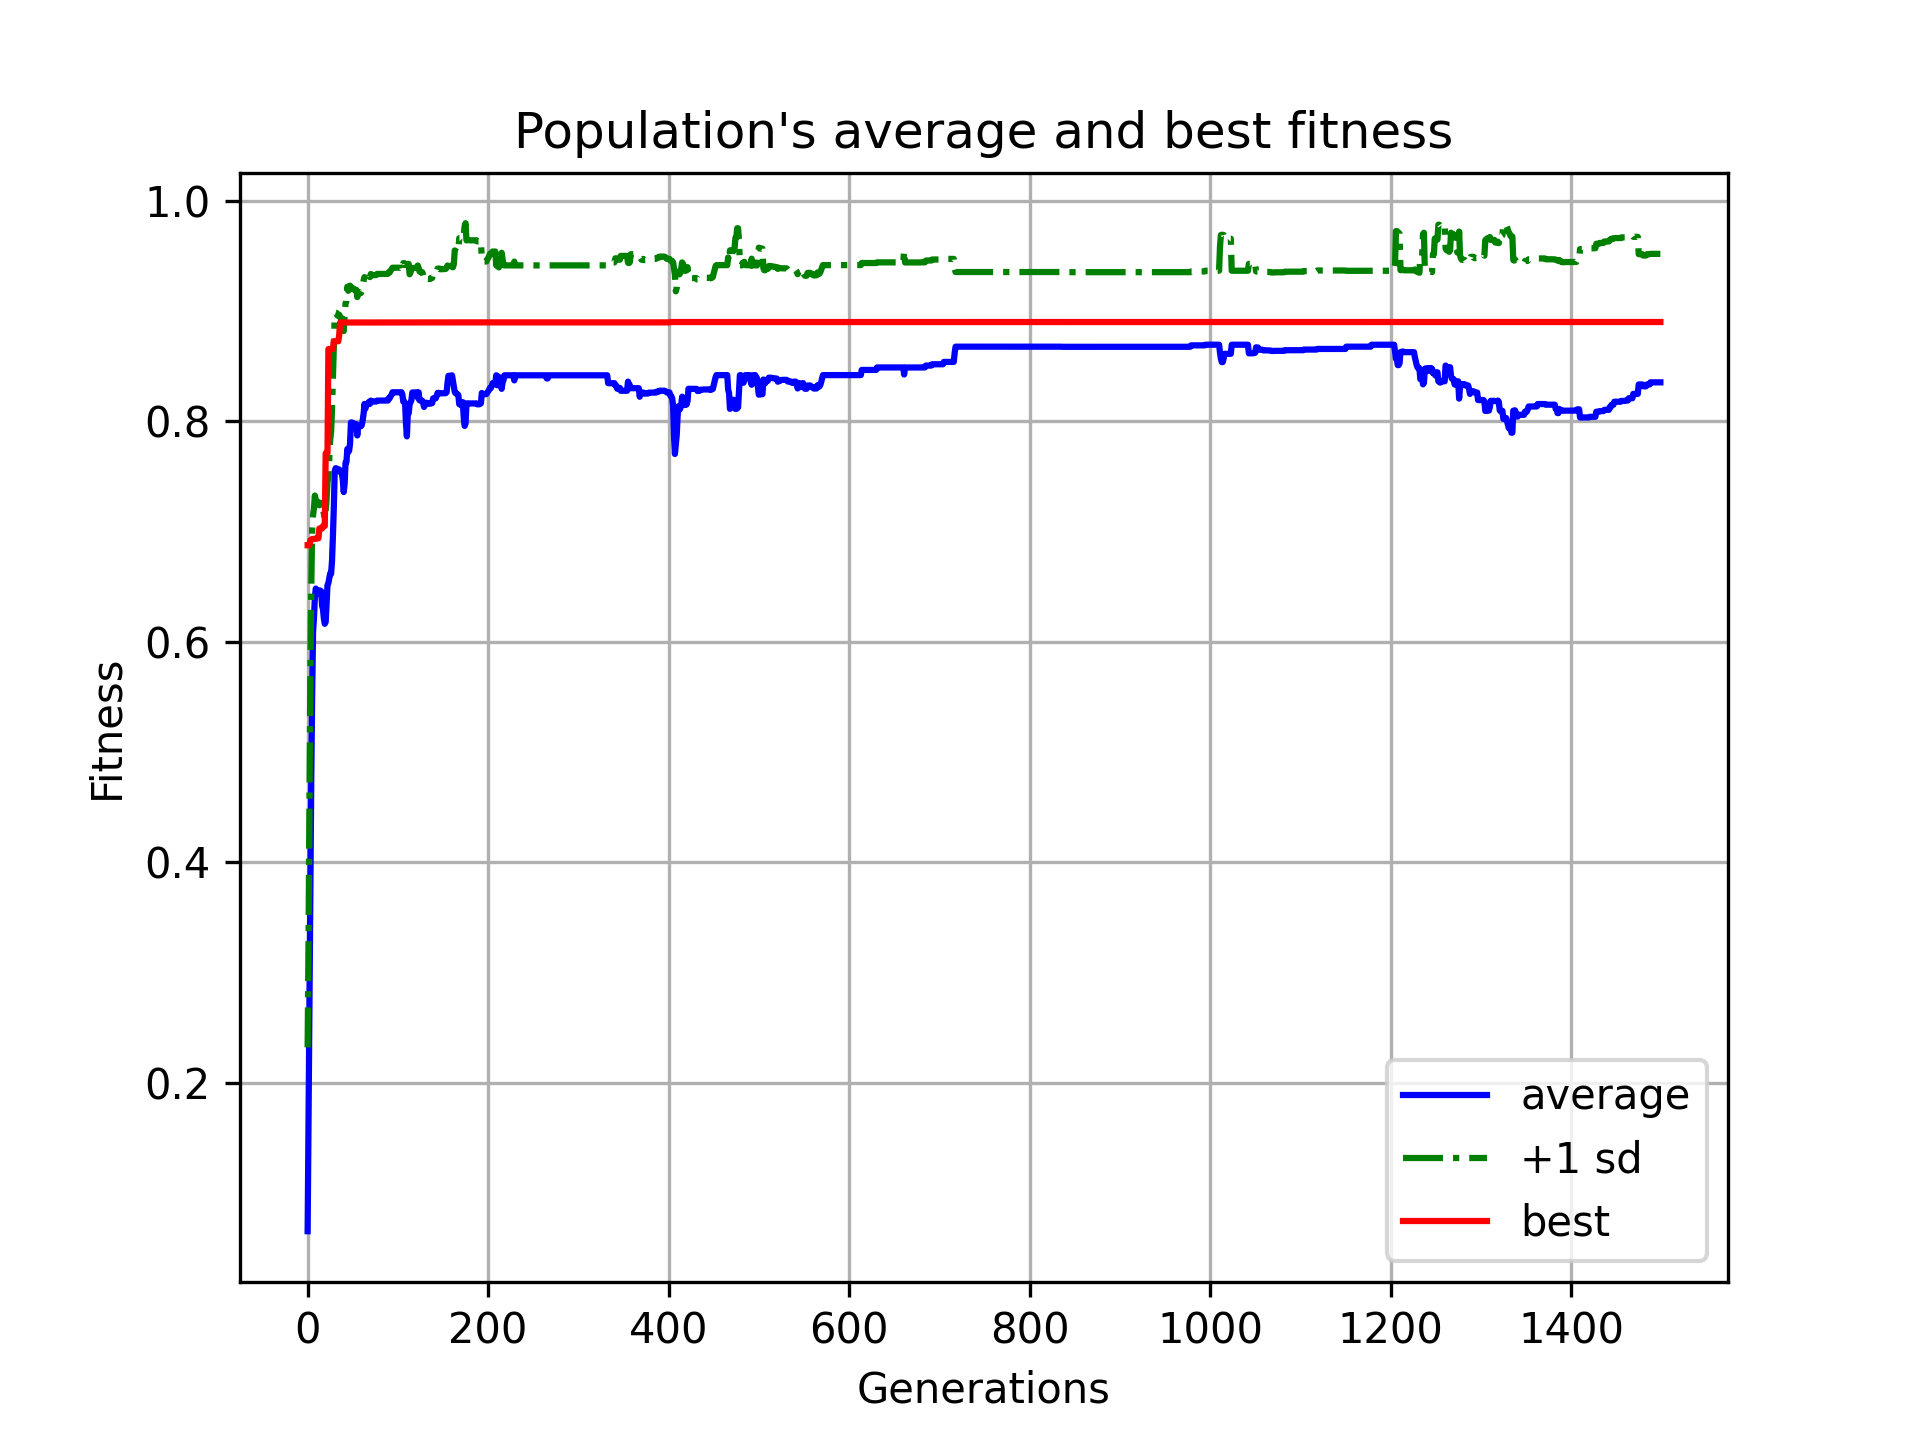 Population's average and best fitness
1.0
0.8
0.6
0.4
0.2
Fitness
0 200 400 600 800 1000 1200 1400
Generations
average
+1 sd
best